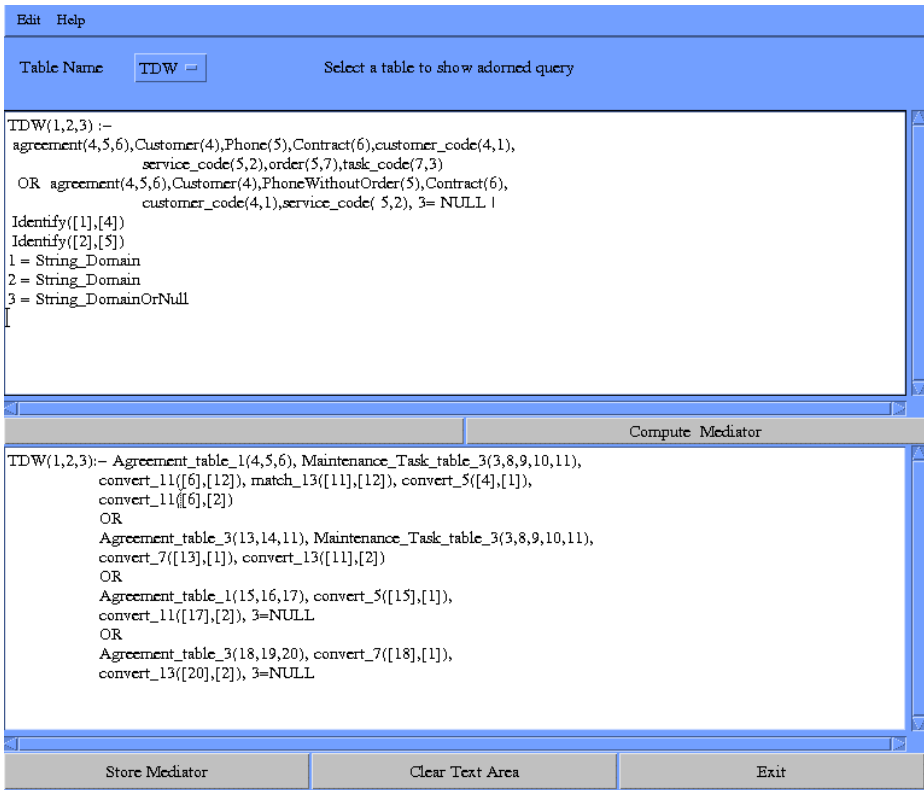 Edit Help
Table Name TDW Select a table to show adorned query
TDW(1,2,3) :–
agreement(4,5,6),Customer(4),Phone(5),Contract(6),customer_code(4,1),
service_code(5,2),order(5,7),task_code(7,3)
OR agreement(4,5,6),Customer(4),PhoneWithoutOrder(5),Contract(6),
customer_code(4,1),service_code( 5,2), 3= NULL |
Identify([1],[4])
Identify([2],[5])
1 = String_Domain
2 = String_Domain
3 = String_DomainOrNull
Compute Mediator
TDW(1,2,3):– Agreement_table_1(4,5,6), Maintenance_Task_table_3(3,8,9,10,11),
convert_11([6],[12]), match_13([11],[12]), convert_5([4],[1]),
convert_11([6],[2])
OR
Agreement_table_3(13,14,11), Maintenance_Task_table_3(3,8,9,10,11),
convert_7([13],[1]), convert_13([11],[2])
OR
Agreement_table_1(15,16,17), convert_5([15],[1]),
convert_11([17],[2]), 3=NULL
OR
Agreement_table_3(18,19,20), convert_7([18],[1]),
convert_13([20],[2]), 3=NULL
Store Mediator Clear Text Area Exit